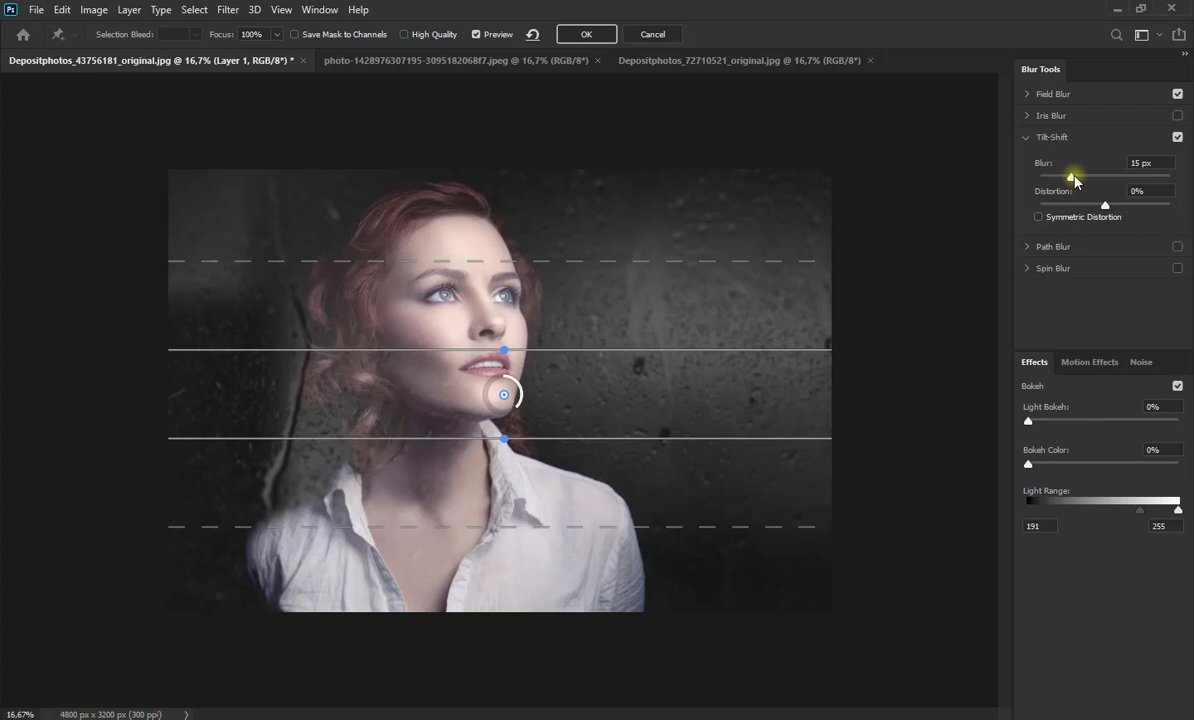 Ps File Edit Image Layer Type Select Filter 3D View Window Help
Selection Bleed: Focus: 100% Save Mask to Channels High Quality Preview OK Cancel
Depositphotos_43756181_original.jpg @ 16,7% (Layer 1, RGB/8*) * × photo-1428976307195-3095182068f7.jpeg @ 16,7% (RGB/8*) × Depositphotos_72710521_original.jpg @ 16,7% (RGB/8*) ×
Blur Tools
Field Blur
Iris Blur
Tilt-Shift
Blur: 15 px
Distortion: 0%
Symmetric Distortion
Path Blur
Spin Blur
Effects Motion Effects Noise
Bokeh
Light Bokeh: 0%
Bokeh Color: 0%
Light Range:
191 255
16,67% 4800 px x 3200 px (300 ppi)